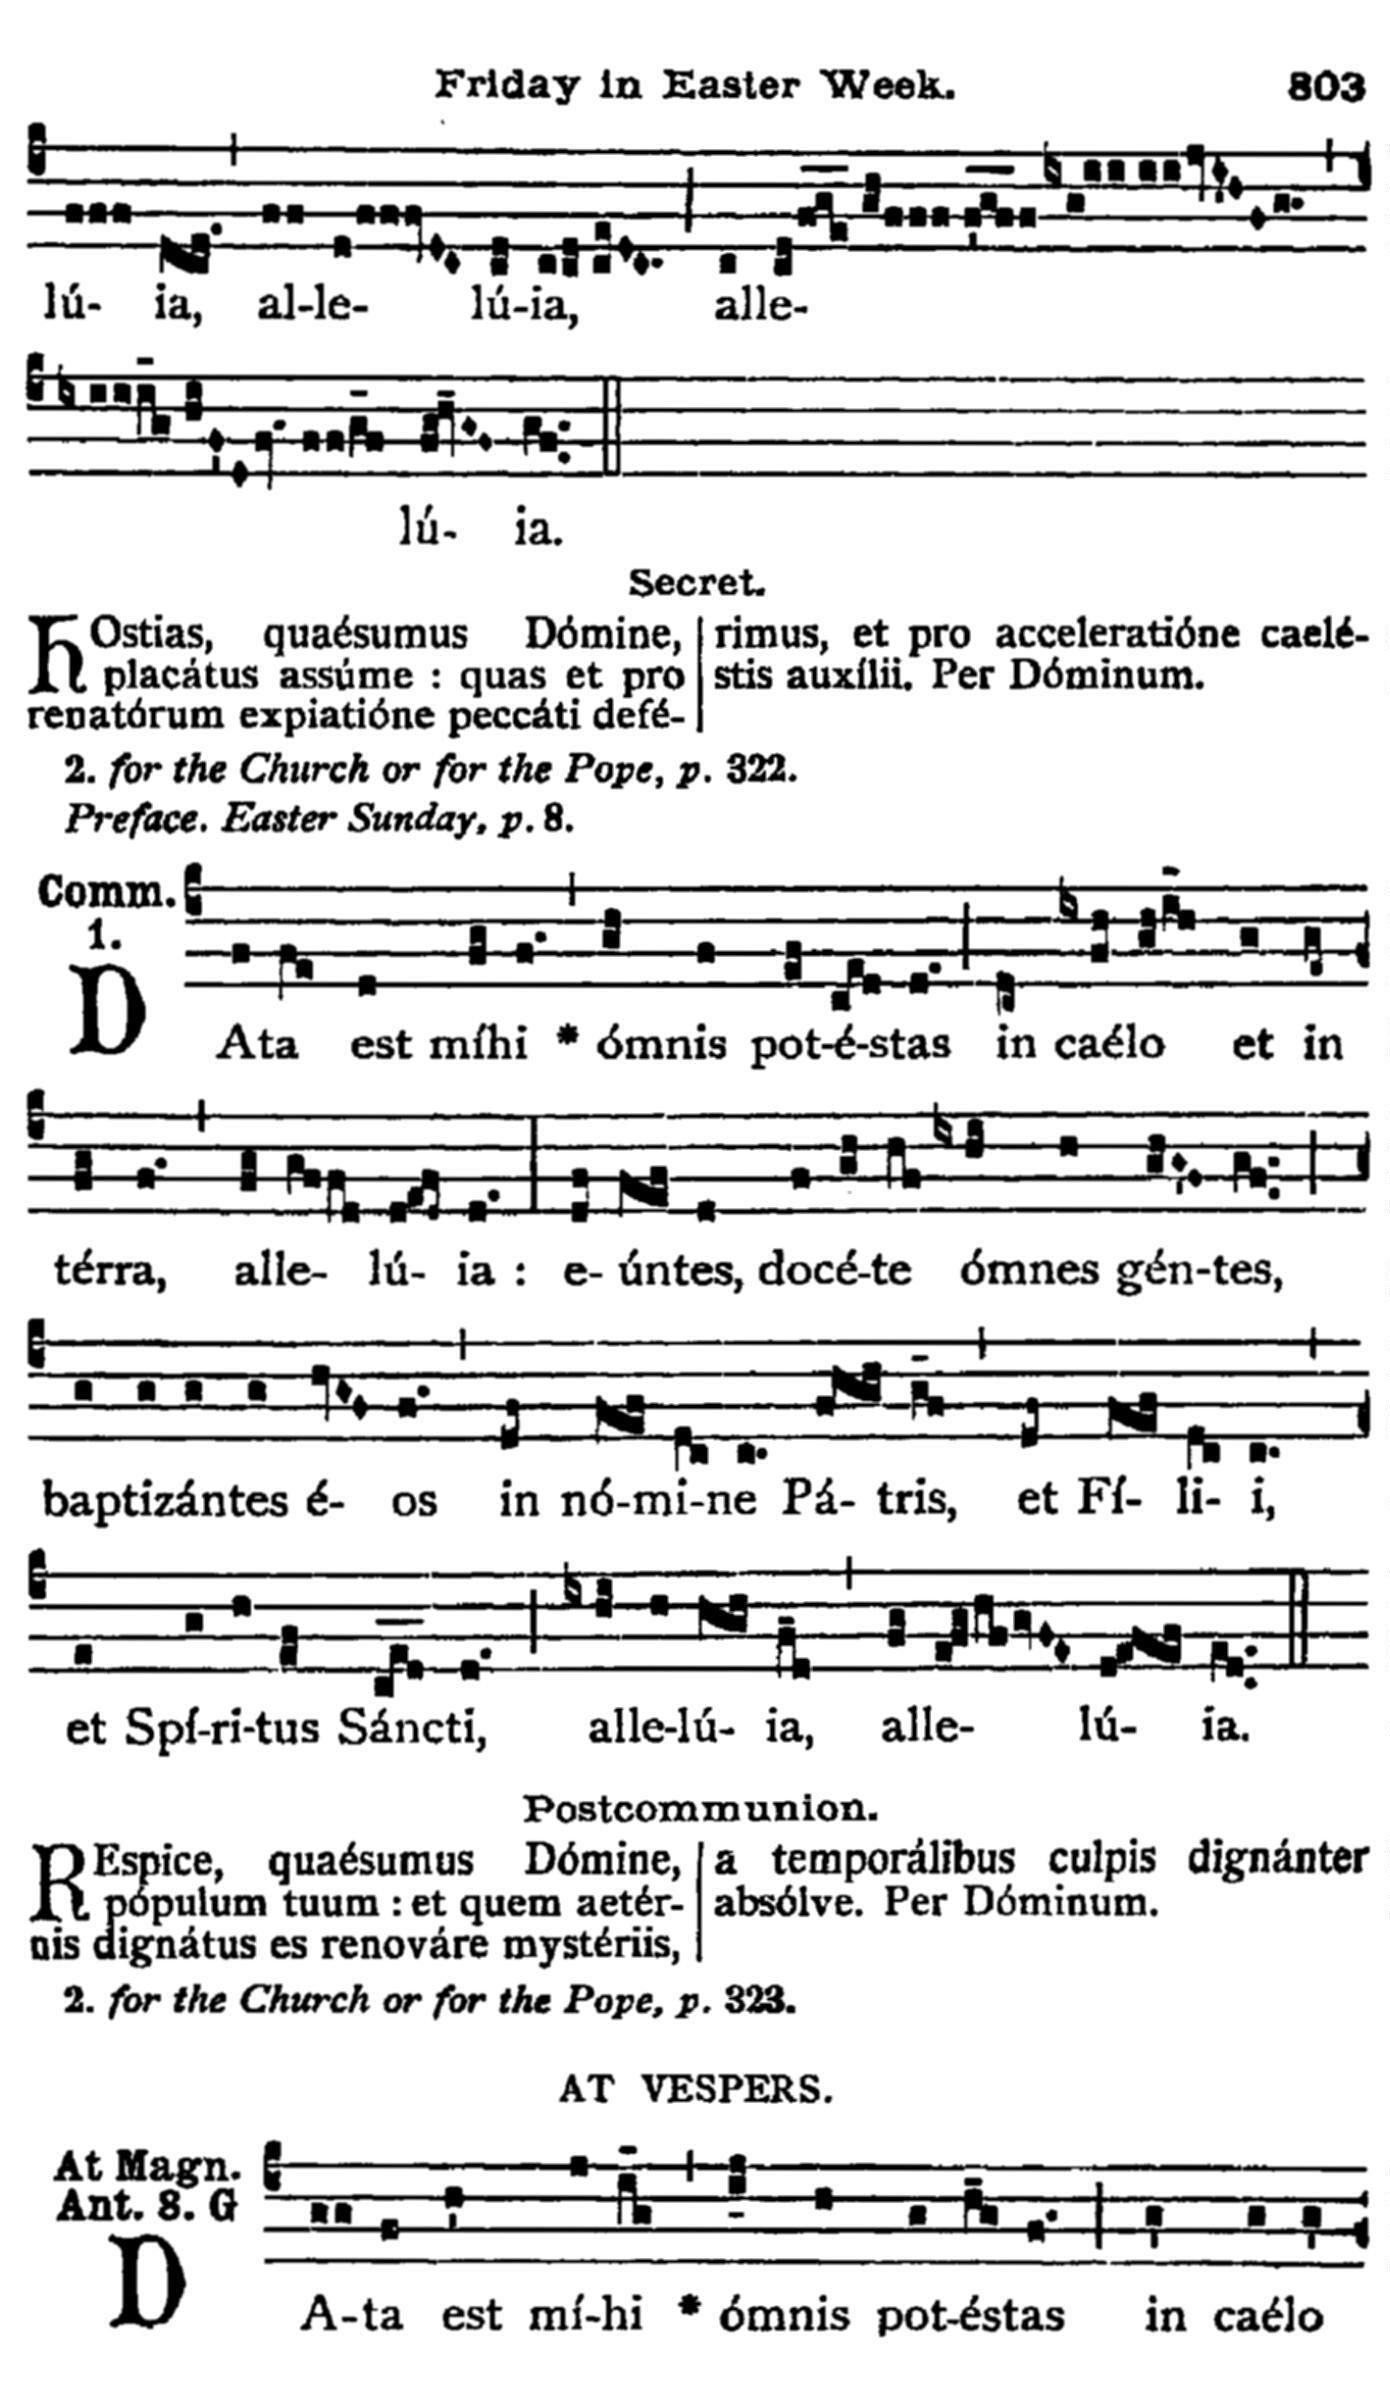 Friday in Easter Week. 803
lú- ia, al-le- lú-ia, alle-
lú- ia.
Secret.
HOstias, quaésumus Dómine,
placátus assúme : quas et pro
renatórum expiatióne peccáti defé-
rimus, et pro acceleratióne caelé-
stis auxílii. Per Dóminum.
2. for the Church or for the Pope, p. 322.
Preface. Easter Sunday, p. 8.
Comm.
1.
DAta est míhi * ómnis pot-é-stas in caélo et in
térra, alle- lú- ia : e- úntes, docé-te ómnes gén-tes,
baptizántes é- os in nó-mi-ne Pá- tris, et Fí- li- i,
et Spí-ri-tus Sáncti, alle-lú- ia, alle- lú- ia.
Postcommunion.
REspice, quaésumus Dómine,
pópulum tuum : et quem aetér-
nis dignátus es renováre mystériis,
a temporálibus culpis dignánter
absólve. Per Dóminum.
2. for the Church or for the Pope, p. 323.
AT VESPERS.
At Magn.
Ant. 8. G
DA-ta est mí-hi * ómnis pot-éstas in caélo